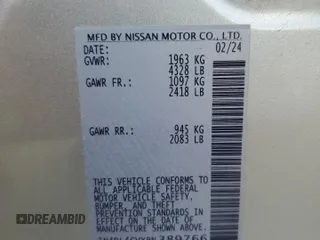 MFD BY NISSAN MOTOR CO., LTD.
DATE: 02/24
GVWR: 1963 KG
4328 LB
GAWR FR.: 1097 KG
2418 LB
GAWR RR.: 945 KG
2083 LB
THIS VEHICLE CONFORMS TO ALL
APPLICABLE FEDERAL MOTOR
VEHICLE SAFETY,
BUMPER, AND THEFT
PREVENTION STANDARDS IN EFFECT
ON THE DATE OF MANUFACTURE
SHOWN ABOVE.
389766
DREAMBID